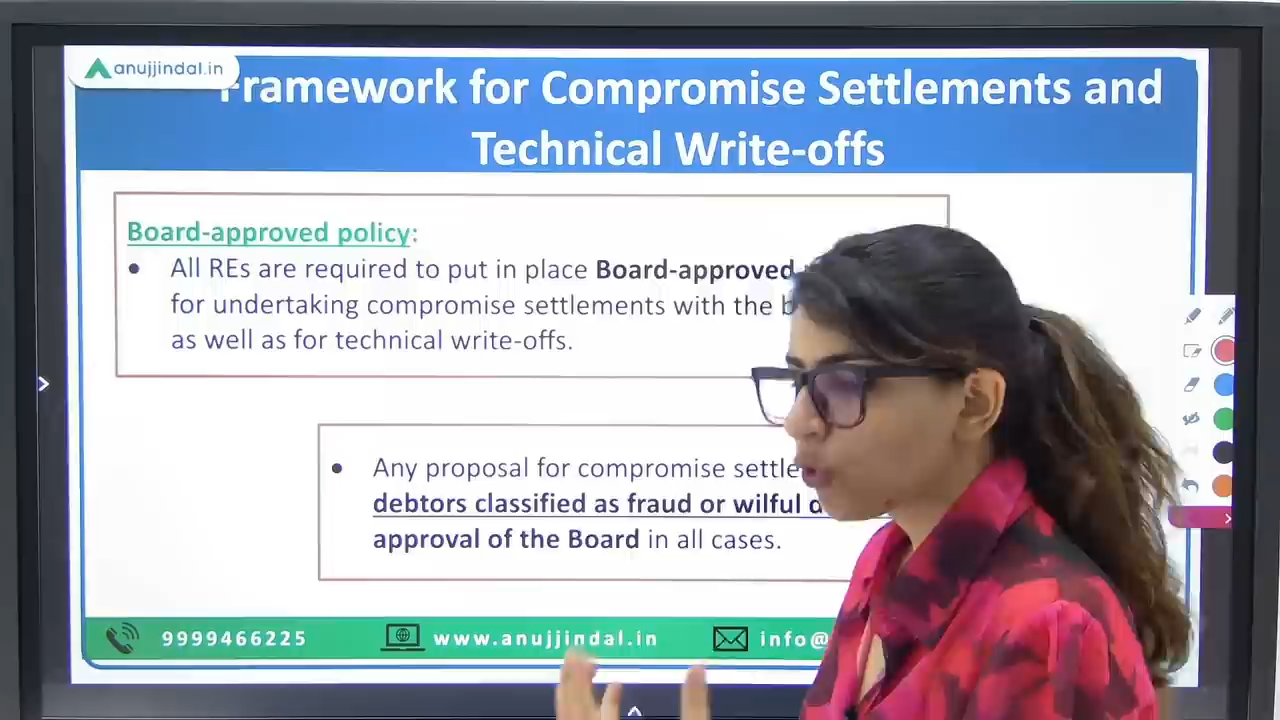 anujjindal.in
Framework for Compromise Settlements and
Technical Write-offs
Board-approved policy:
• All REs are required to put in place Board-approved
for undertaking compromise settlements with the
as well as for technical write-offs.
• Any proposal for compromise
debtors classified as fraud or wilful
approval of the Board in all cases.
9999466225
www.anujjindal.in
info@